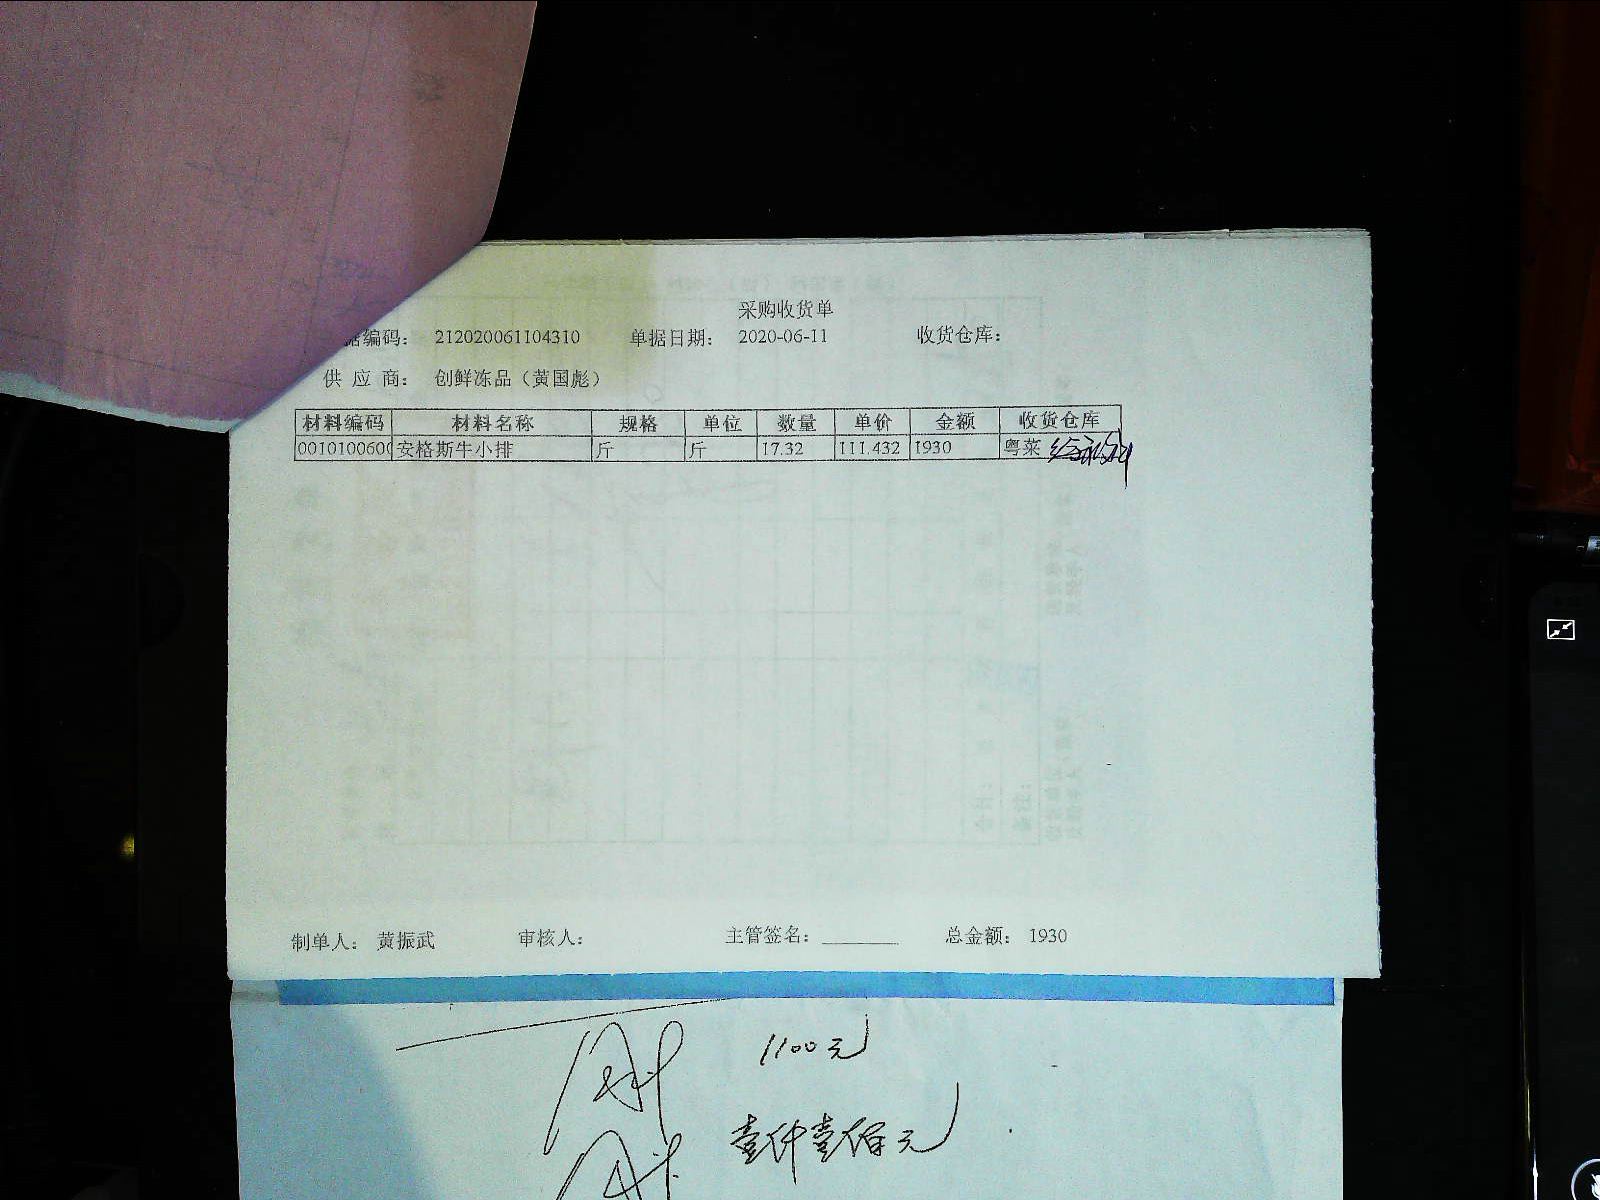 采购收货单
据编码： 212020061104310 单据日期： 2020-06-11 收货仓库：
供 应 商： 创鲜冻品（黄国彪）
材料编码 材料名称 规格 单位 数量 单价 金额 收货仓库
0010100600 安格斯牛小排 斤 斤 17.32 111.432 1930 粤菜
制单人： 黄振武 审核人： 主管签名： 总金额： 1930
1100元
壹仟壹佰元